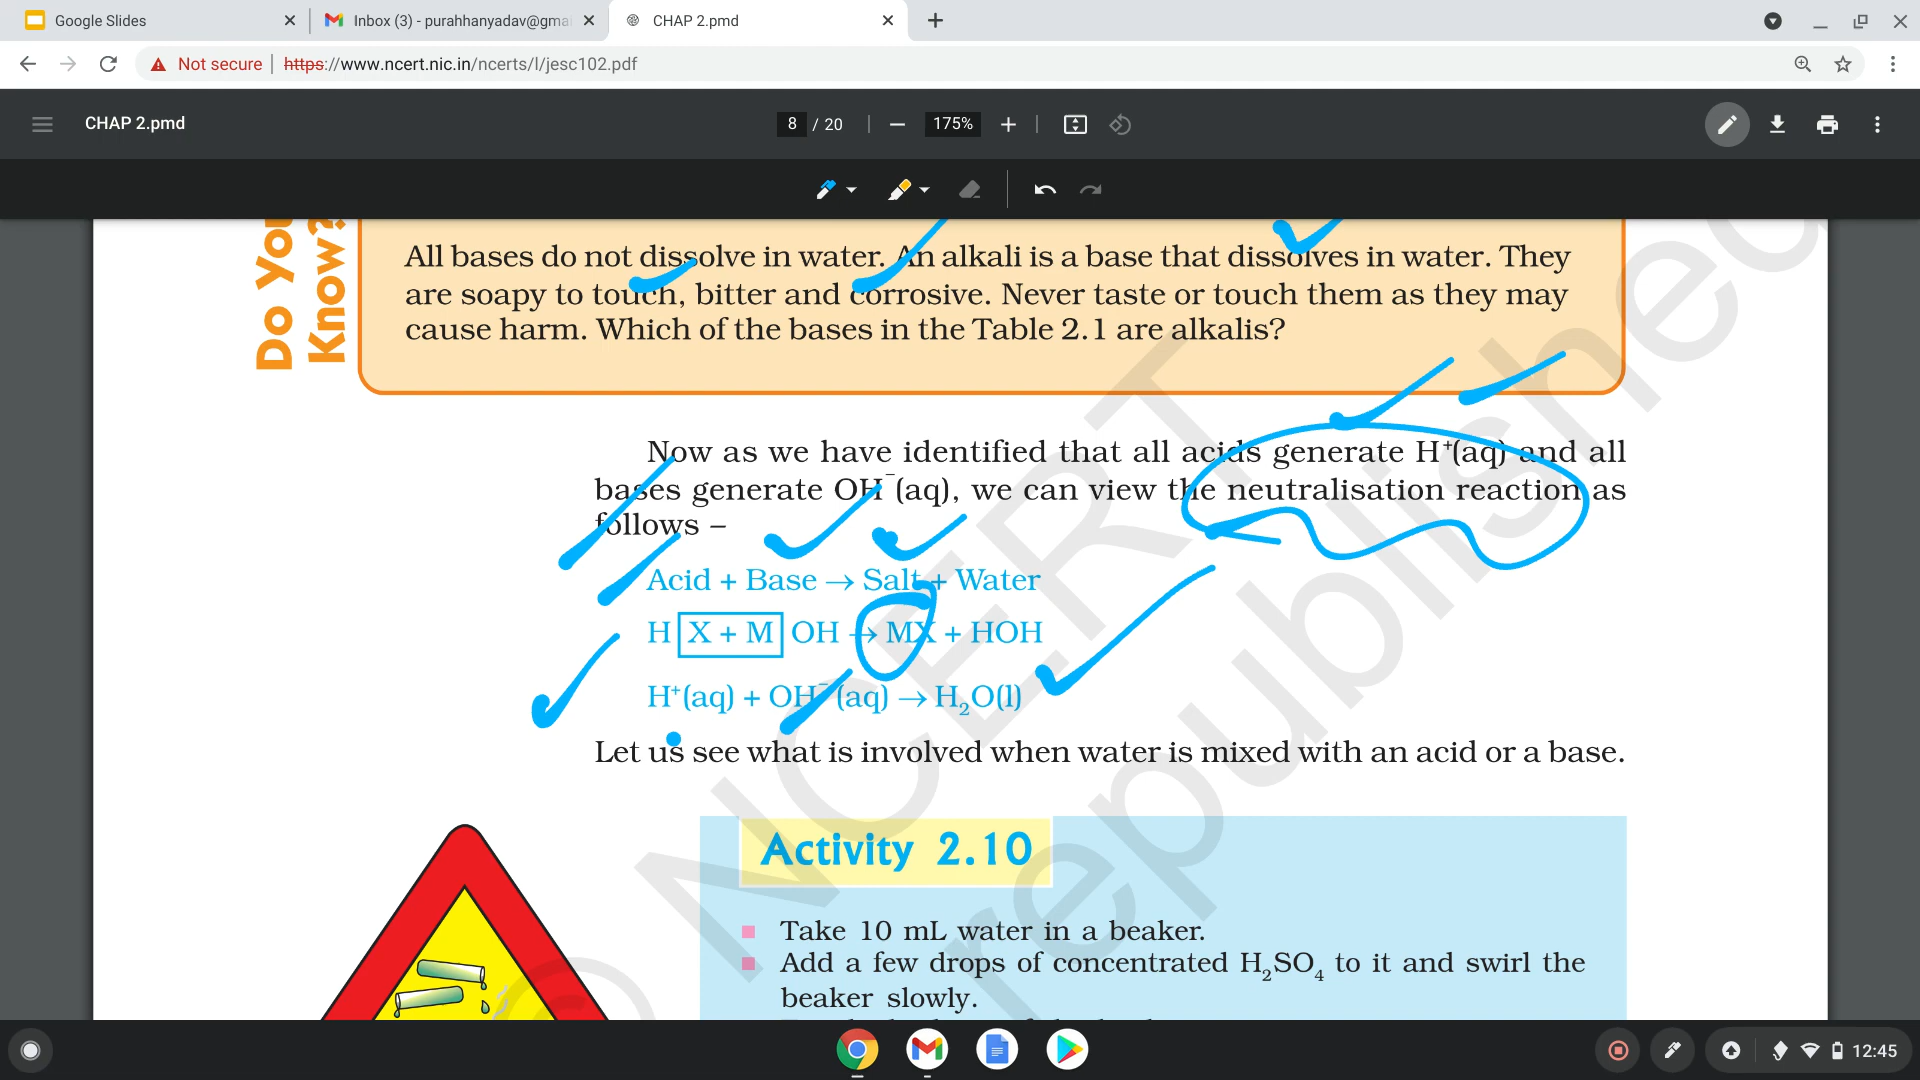 Google Slides
Inbox (3) - purahhanyadav@gma
CHAP 2.pmd
Not secure
https://www.ncert.nic.in/ncerts/l/jesc102.pdf
CHAP 2.pmd
8 / 20
175%
Do You
Know?
All bases do not dissolve in water. An alkali is a base that dissolves in water. They
are soapy to touch, bitter and corrosive. Never taste or touch them as they may
cause harm. Which of the bases in the Table 2.1 are alkalis?
Now as we have identified that all acids generate H⁺(aq) and all
bases generate OH⁻(aq), we can view the neutralisation reaction as
follows –
Acid + Base → Salt + Water
H X + M OH → MX + HOH
H⁺(aq) + OH⁻(aq) → H₂O(l)
Let us see what is involved when water is mixed with an acid or a base.
Activity 2.10
Take 10 mL water in a beaker.
Add a few drops of concentrated H₂SO₄ to it and swirl the
beaker slowly.
© NCERT
republished
12:45